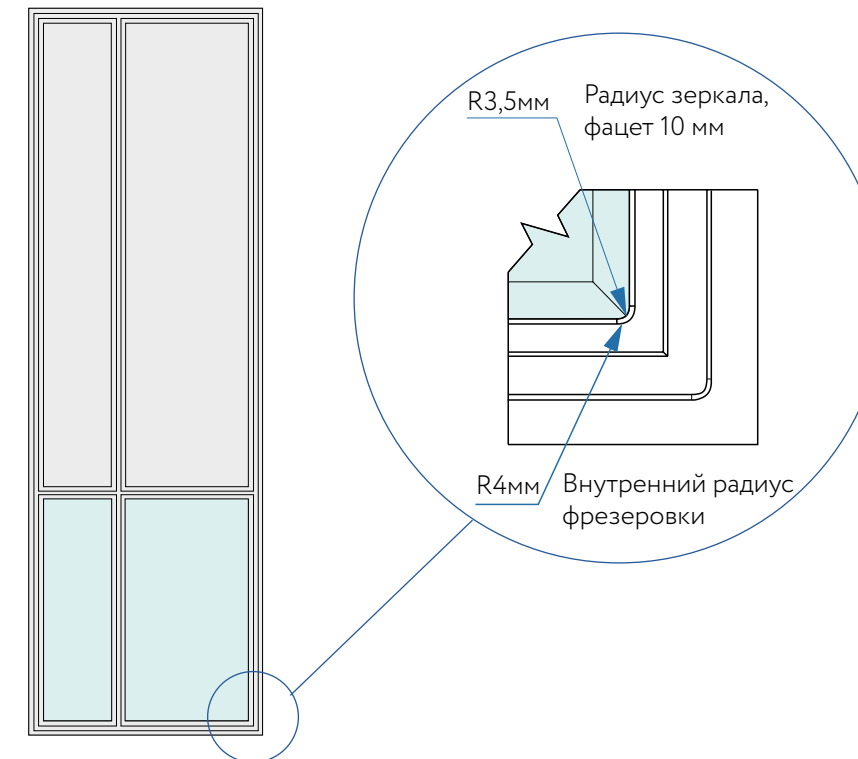 R3,5мм
Радиус зеркала,
фацет 10 мм
R4мм
Внутренний радиус
фрезеровки